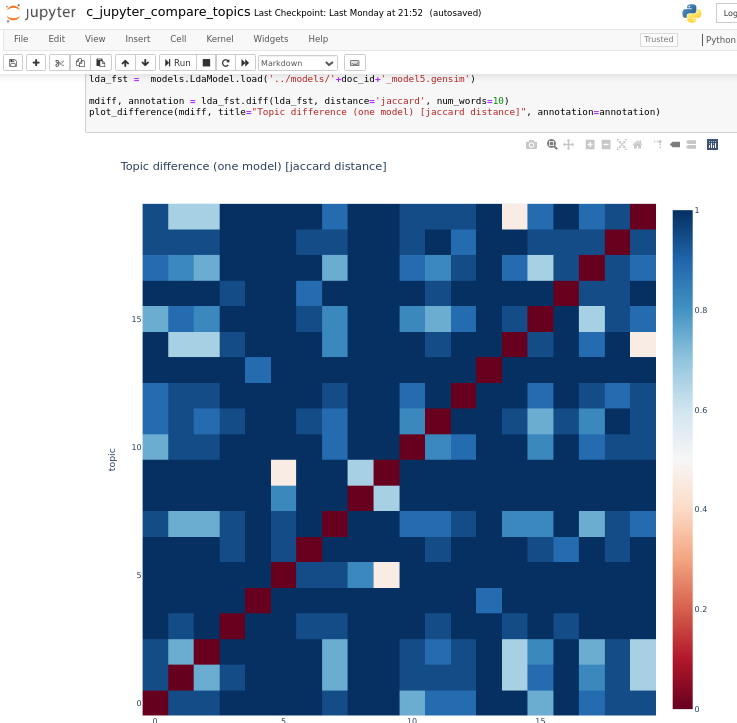 jupyter c_jupyter_compare_topics Last Checkpoint: Last Monday at 21:52 (autosaved)
Log
File Edit View Insert Cell Kernel Widgets Help Trusted Python
Run Markdown
lda_fst = models.LdaModel.load('../models/'+doc_id+'_model5.gensim')
mdiff, annotation = lda_fst.diff(lda_fst, distance='jaccard', num_words=10)
plot_difference(mdiff, title="Topic difference (one model) [jaccard distance]", annotation=annotation)
Topic difference (one model) [jaccard distance]
1
15
0.8
0.6
10
topic
0.4
5
0.2
0
0
0 5 10 15